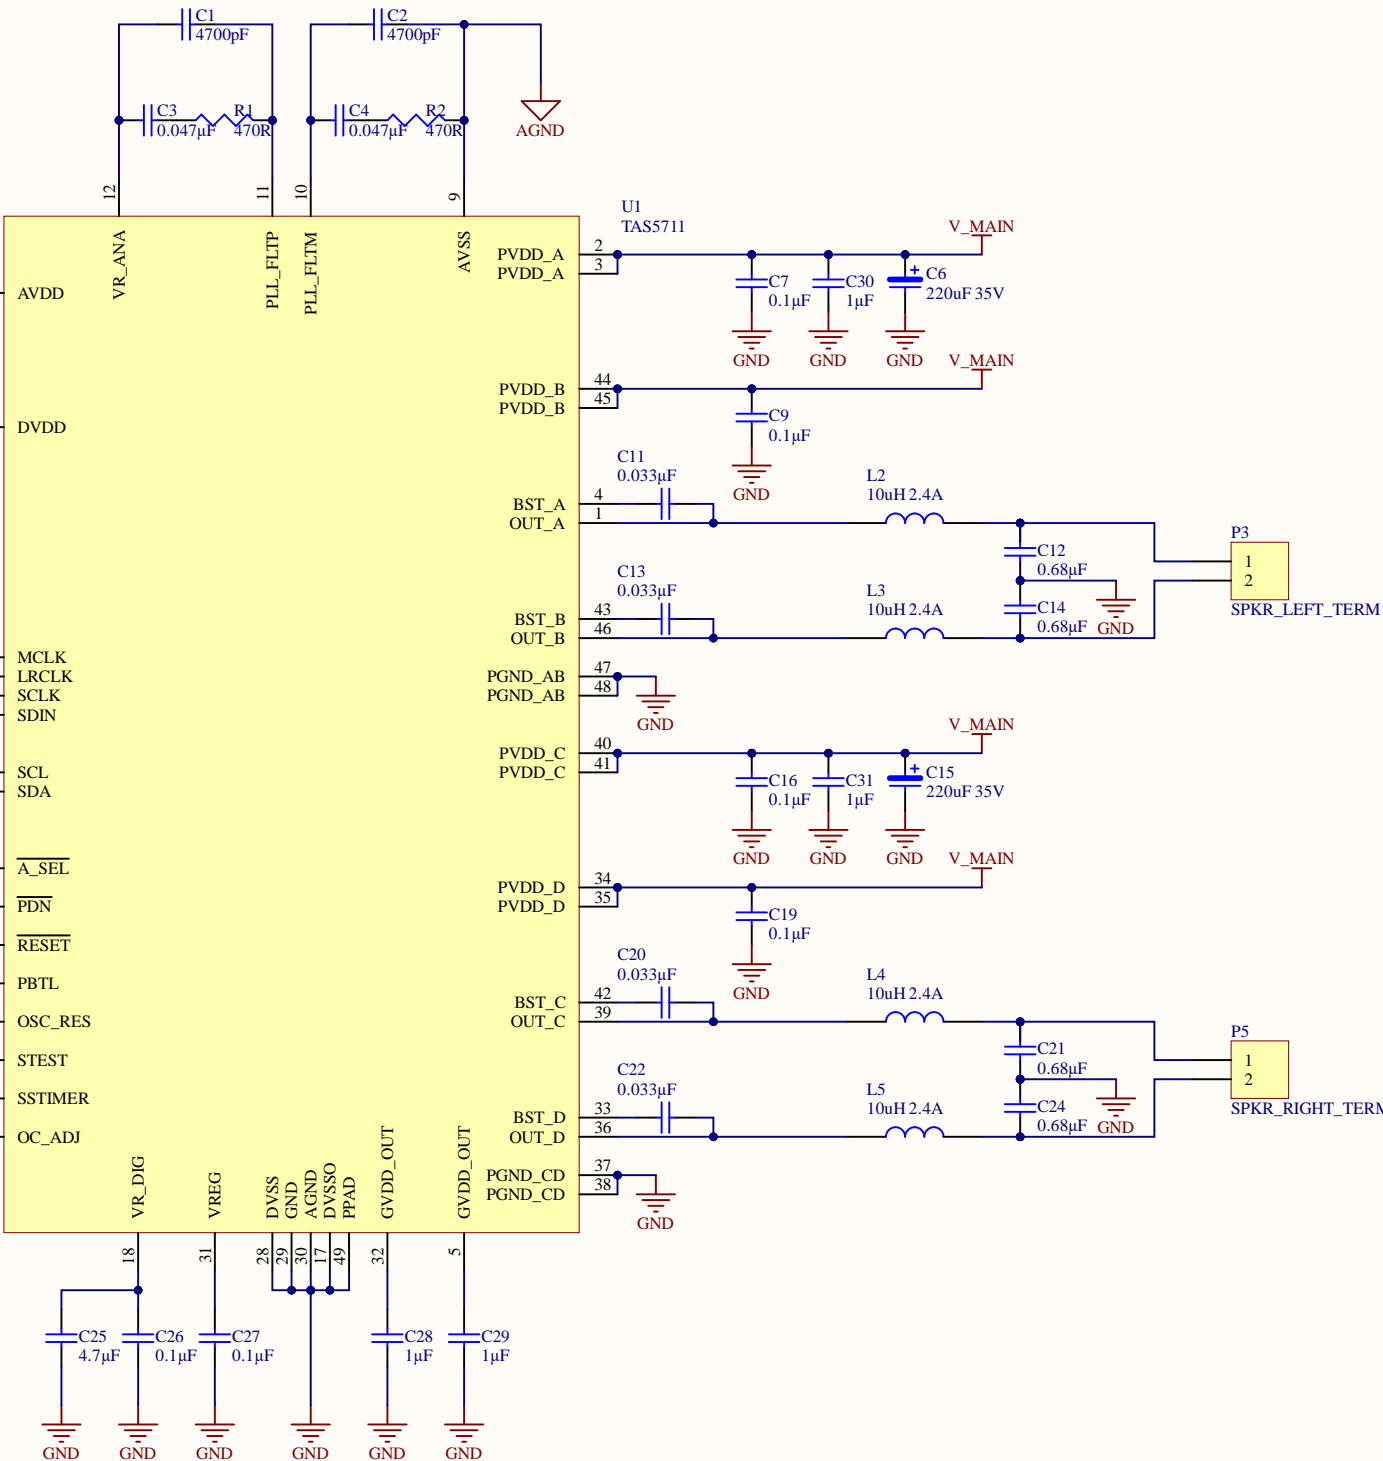 C1
4700pF
C2
4700pF
C3
0.047µF
R1
470R
C4
0.047µF
R2
470R
AGND
12
11
10
9
VR_ANA
PLL_FLTP
PLL_FLTM
AVSS
U1
TAS5711
AVDD
DVDD
MCLK
LRCLK
SCLK
SDIN
SCL
SDA
A_SEL
PDN
RESET
PBTL
OSC_RES
STEST
SSTIMER
OC_ADJ
PVDD_A 2
PVDD_A 3
V_MAIN
C7
0.1µF
C30
1µF
C6
220uF 35V
+
GND
GND
GND
PVDD_B 44
PVDD_B 45
V_MAIN
C9
0.1µF
GND
C11
0.033µF
BST_A 4
OUT_A 1
L2
10uH 2.4A
C12
0.68µF
P3
1
2
SPKR_LEFT_TERM
C13
0.033µF
BST_B 43
OUT_B 46
L3
10uH 2.4A
C14
0.68µF
GND
PGND_AB 47
PGND_AB 48
GND
PVDD_C 40
PVDD_C 41
V_MAIN
C16
0.1µF
C31
1µF
C15
220uF 35V
+
GND
GND
GND
PVDD_D 34
PVDD_D 35
V_MAIN
C19
0.1µF
GND
C20
0.033µF
BST_C 42
OUT_C 39
L4
10uH 2.4A
C21
0.68µF
P5
1
2
SPKR_RIGHT_TERM
C22
0.033µF
BST_D 33
OUT_D 36
L5
10uH 2.4A
C24
0.68µF
GND
PGND_CD 37
PGND_CD 38
GND
VR_DIG
VREG
DVSS
GND
AGND
DVSSO
PPAD
GVDD_OUT
GVDD_OUT
18
31
28
29
30
17
49
32
5
C25
4.7µF
C26
0.1µF
C27
0.1µF
C28
1µF
C29
1µF
GND
GND
GND
GND
GND
GND